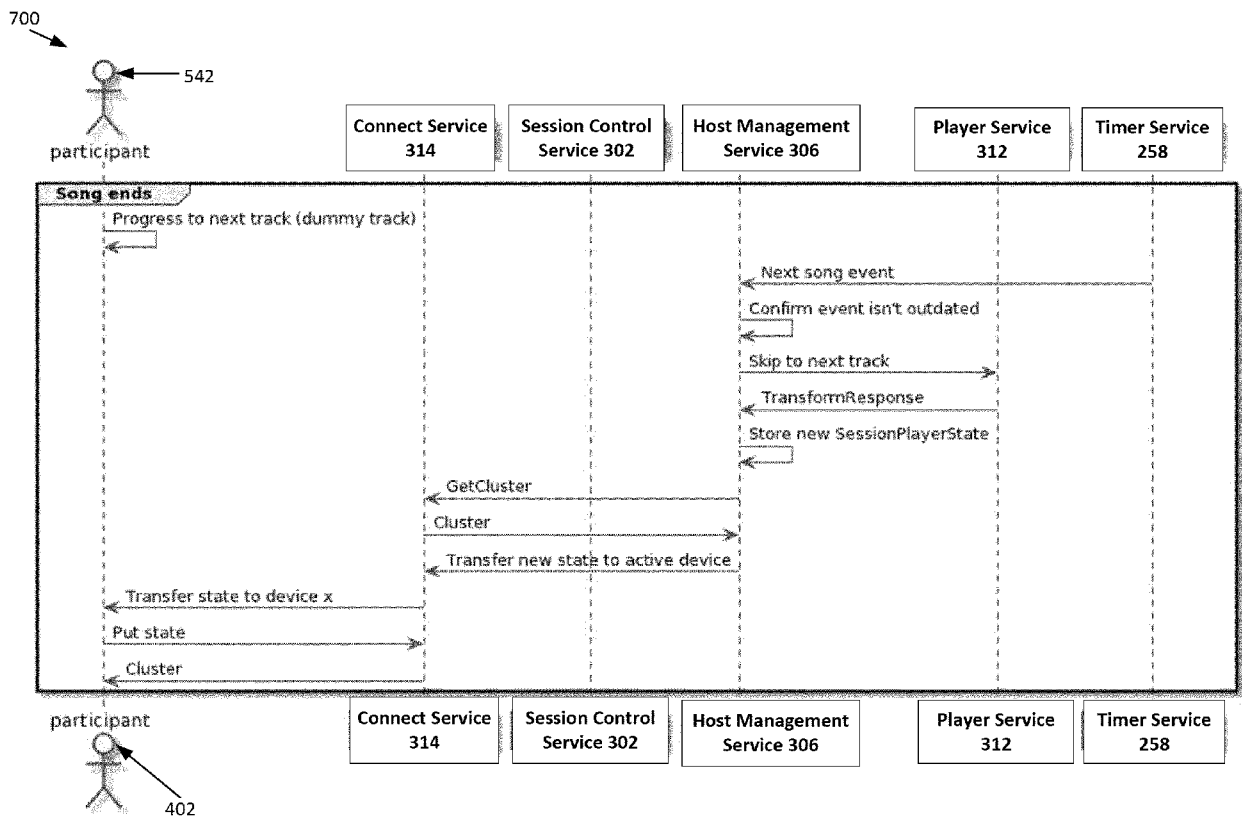 700
542
participant
Connect Service
314
Session Control
Service 302
Host Management
Service 306
Player Service
312
Timer Service
258
Song ends
Progress to next track (dummy track)
Next song event
Confirm event isn't outdated
Skip to next track
TransformResponse
Store new SessionPlayerState
GetCluster
Cluster
Transfer new state to active device
Transfer state to device x
Put state
Cluster
participant
Connect Service
314
Session Control
Service 302
Host Management
Service 306
Player Service
312
Timer Service
258
402